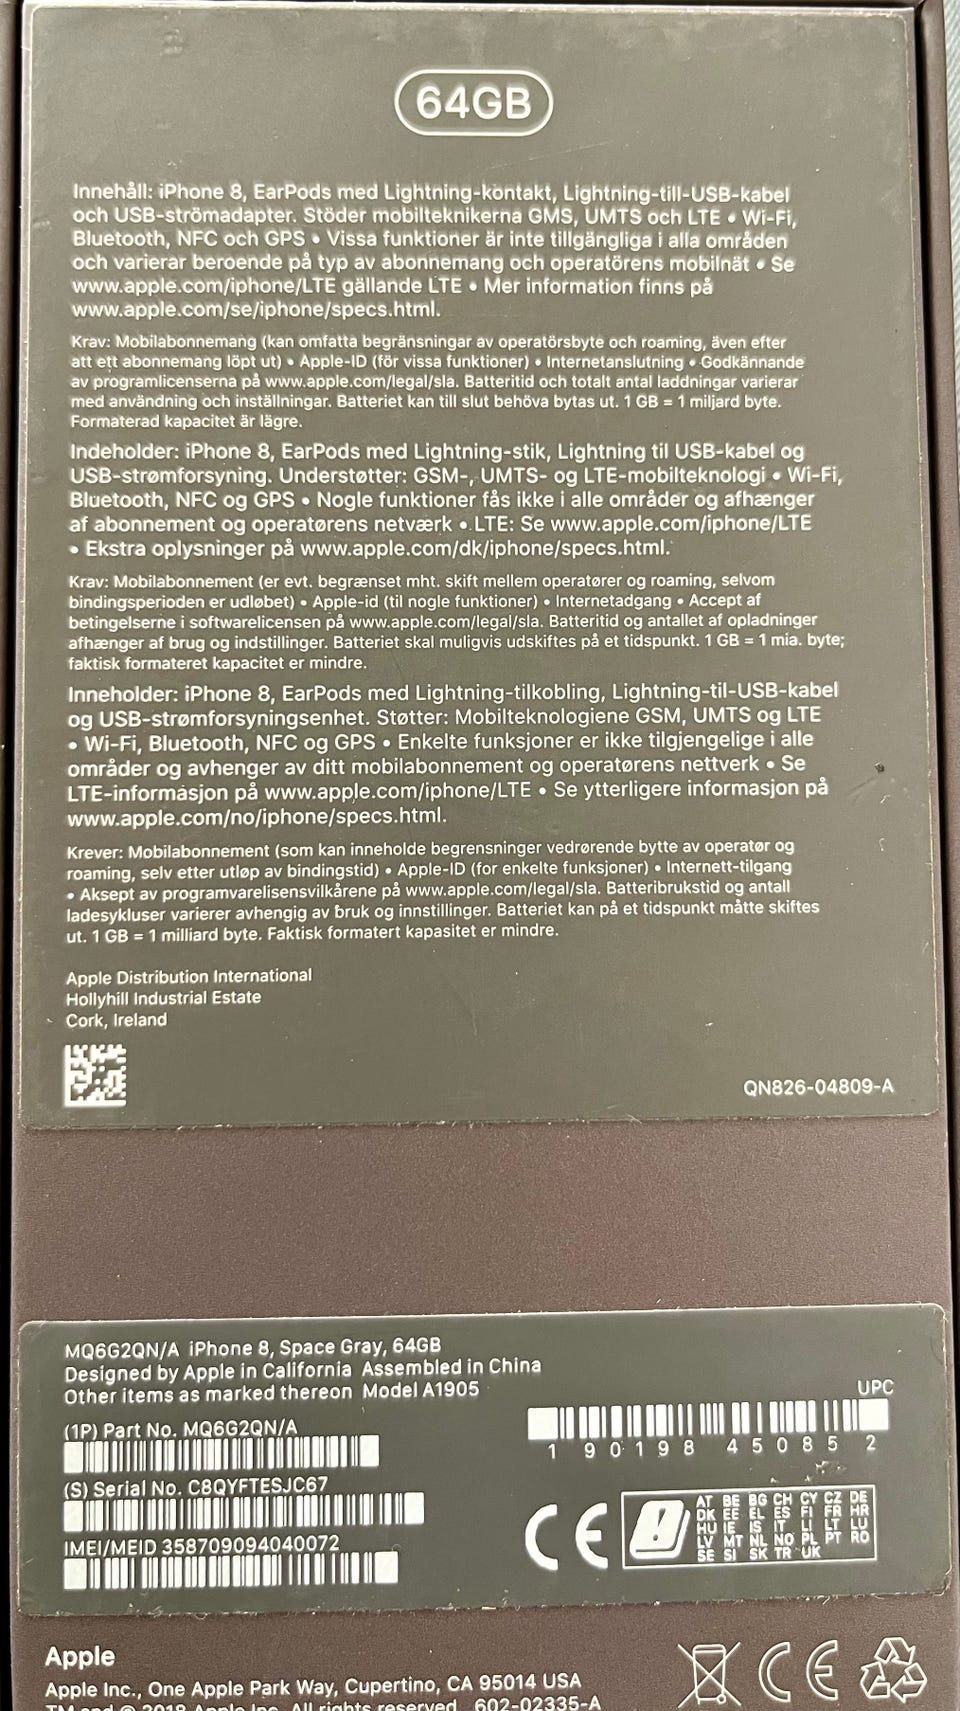 64GB
Innehåll: iPhone 8, EarPods med Lightning-kontakt, Lightning-till-USB-kabel
och USB-strömadapter. Stöder mobilteknikerna GMS, UMTS och LTE • Wi-Fi,
Bluetooth, NFC och GPS • Vissa funktioner är inte tillgängliga i alla områden
och varierar beroende på typ av abonnemang och operatörens mobilnät • Se
www.apple.com/iphone/LTE gällande LTE • Mer information finns på
www.apple.com/se/iphone/specs.html.
Krav: Mobilabonnemang (kan omfatta begränsningar av operatörsbyte och roaming, även efter
att ett abonnemang löpt ut) • Apple-ID (för vissa funktioner) • Internetanslutning • Godkännande
av programlicenserna på www.apple.com/legal/sla. Batteritid och totalt antal laddningar varierar
med användning och inställningar. Batteriet kan till slut behöva bytas ut. 1 GB = 1 miljard byte.
Formaterad kapacitet är lägre.
Indeholder: iPhone 8, EarPods med Lightning-stik, Lightning til USB-kabel og
USB-strømforsyning. Understøtter: GSM-, UMTS- og LTE-mobilteknologi • Wi-Fi,
Bluetooth, NFC og GPS • Nogle funktioner fås ikke i alle områder og afhænger
af abonnement og operatørens netværk • LTE: Se www.apple.com/iphone/LTE
• Ekstra oplysninger på www.apple.com/dk/iphone/specs.html.
Krav: Mobilabonnement (er evt. begrænset mht. skift mellem operatører og roaming, selvom
bindingsperioden er udløbet) • Apple-id (til nogle funktioner) • Internetadgang • Accept af
betingelserne i softwarelicensen på www.apple.com/legal/sla. Batteritid og antallet af opladninger
afhænger af brug og indstillinger. Batteriet skal muligvis udskiftes på et tidspunkt. 1 GB = 1 mia. byte;
faktisk formateret kapacitet er mindre.
Inneholder: iPhone 8, EarPods med Lightning-tilkobling, Lightning-til-USB-kabel
og USB-strømforsyningsenhet. Støtter: Mobilteknologiene GSM, UMTS og LTE
• Wi-Fi, Bluetooth, NFC og GPS • Enkelte funksjoner er ikke tilgjengelige i alle
områder og avhenger av ditt mobilabonnement og operatørens nettverk • Se
LTE-informasjon på www.apple.com/iphone/LTE • Se ytterligere informasjon på
www.apple.com/no/iphone/specs.html.
Krever: Mobilabonnement (som kan inneholde begrensninger vedrørende bytte av operatør og
roaming, selv etter utløp av bindingstid) • Apple-ID (for enkelte funksjoner) • Internett-tilgang
• Aksept av programvarelisensvilkårene på www.apple.com/legal/sla. Batteribrukstid og antall
ladesykluser varierer avhengig av bruk og innstillinger. Batteriet kan på et tidspunkt måtte skiftes
ut. 1 GB = 1 milliard byte. Faktisk formatert kapasitet er mindre.
Apple Distribution International
Hollyhill Industrial Estate
Cork, Ireland
QN826-04809-A
MQ6G2QN/A iPhone 8, Space Gray, 64GB
Designed by Apple in California Assembled in China
Other items as marked thereon Model A1905
UPC
(1P) Part No. MQ6G2QN/A
1 90198 45085 2
(S) Serial No. C8QYFTESJC67
IMEI/MEID 358709094040072
CE
AT BE BG CH CY CZ DE
DK EE EL ES FI FR HR
HU IE IS IT LI LT LU
LV MT NL NO PL PT RO
SE SI SK TR UK
Apple
Apple Inc., One Apple Park Way, Cupertino, CA 95014 USA
CE
TM and © 2018 Apple Inc. All rights reserved. 602-02335-A